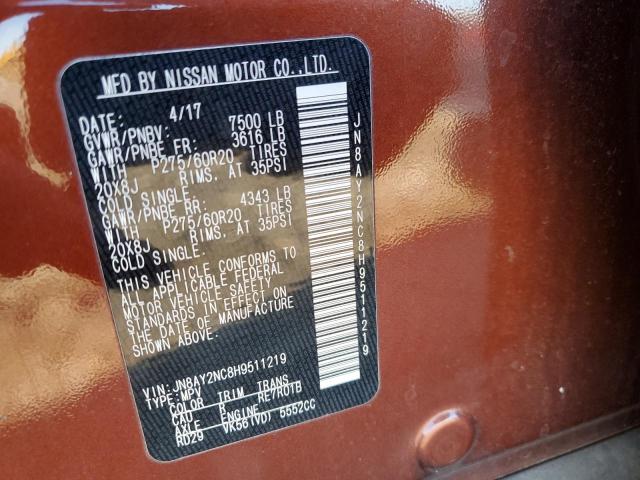 MFD BY NISSAN MOTOR CO.,LTD.
DATE: 4/17
GVWR/PNBV: 7500 LB
GAWR/PNBE FR: 3616 LB
WITH P275/60R20 TIRES
20X8J RIMS, AT 35PSI
COLD SINGLE.
GAWR/PNBE RR: 4343 LB
WITH P275/60R20 TIRES
20X8J RIMS, AT 35PSI
COLD SINGLE.
THIS VEHICLE CONFORMS TO
ALL APPLICABLE FEDERAL
MOTOR VEHICLE SAFETY
STANDARDS IN EFFECT ON
THE DATE OF MANUFACTURE
SHOWN ABOVE.
VIN: JN8AY2NC8H9511219
TYPE: MPV
COLOR TRIM TRANS
CAU R RE7R01B
AXLE ENGINE
RD29 VK56(VD) 5552CC
JN8AY2NC8H9511219